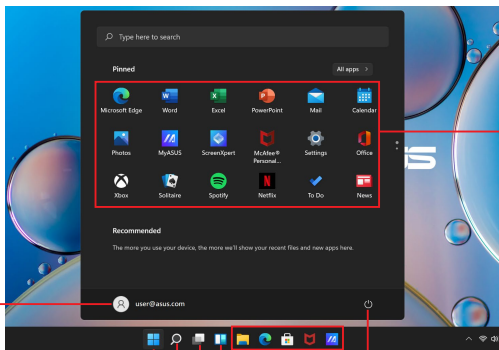 Type here to search
Pinned
All apps >
Microsoft Edge Word Excel PowerPoint Mail Calendar
Photos MyASUS ScreenXpert McAfee® Personal... Settings Office
Xbox Solitaire Spotify Netflix To Do News
Recommended
The more you use your device, the more we'll show your recent files and new apps here.
user@asus.com